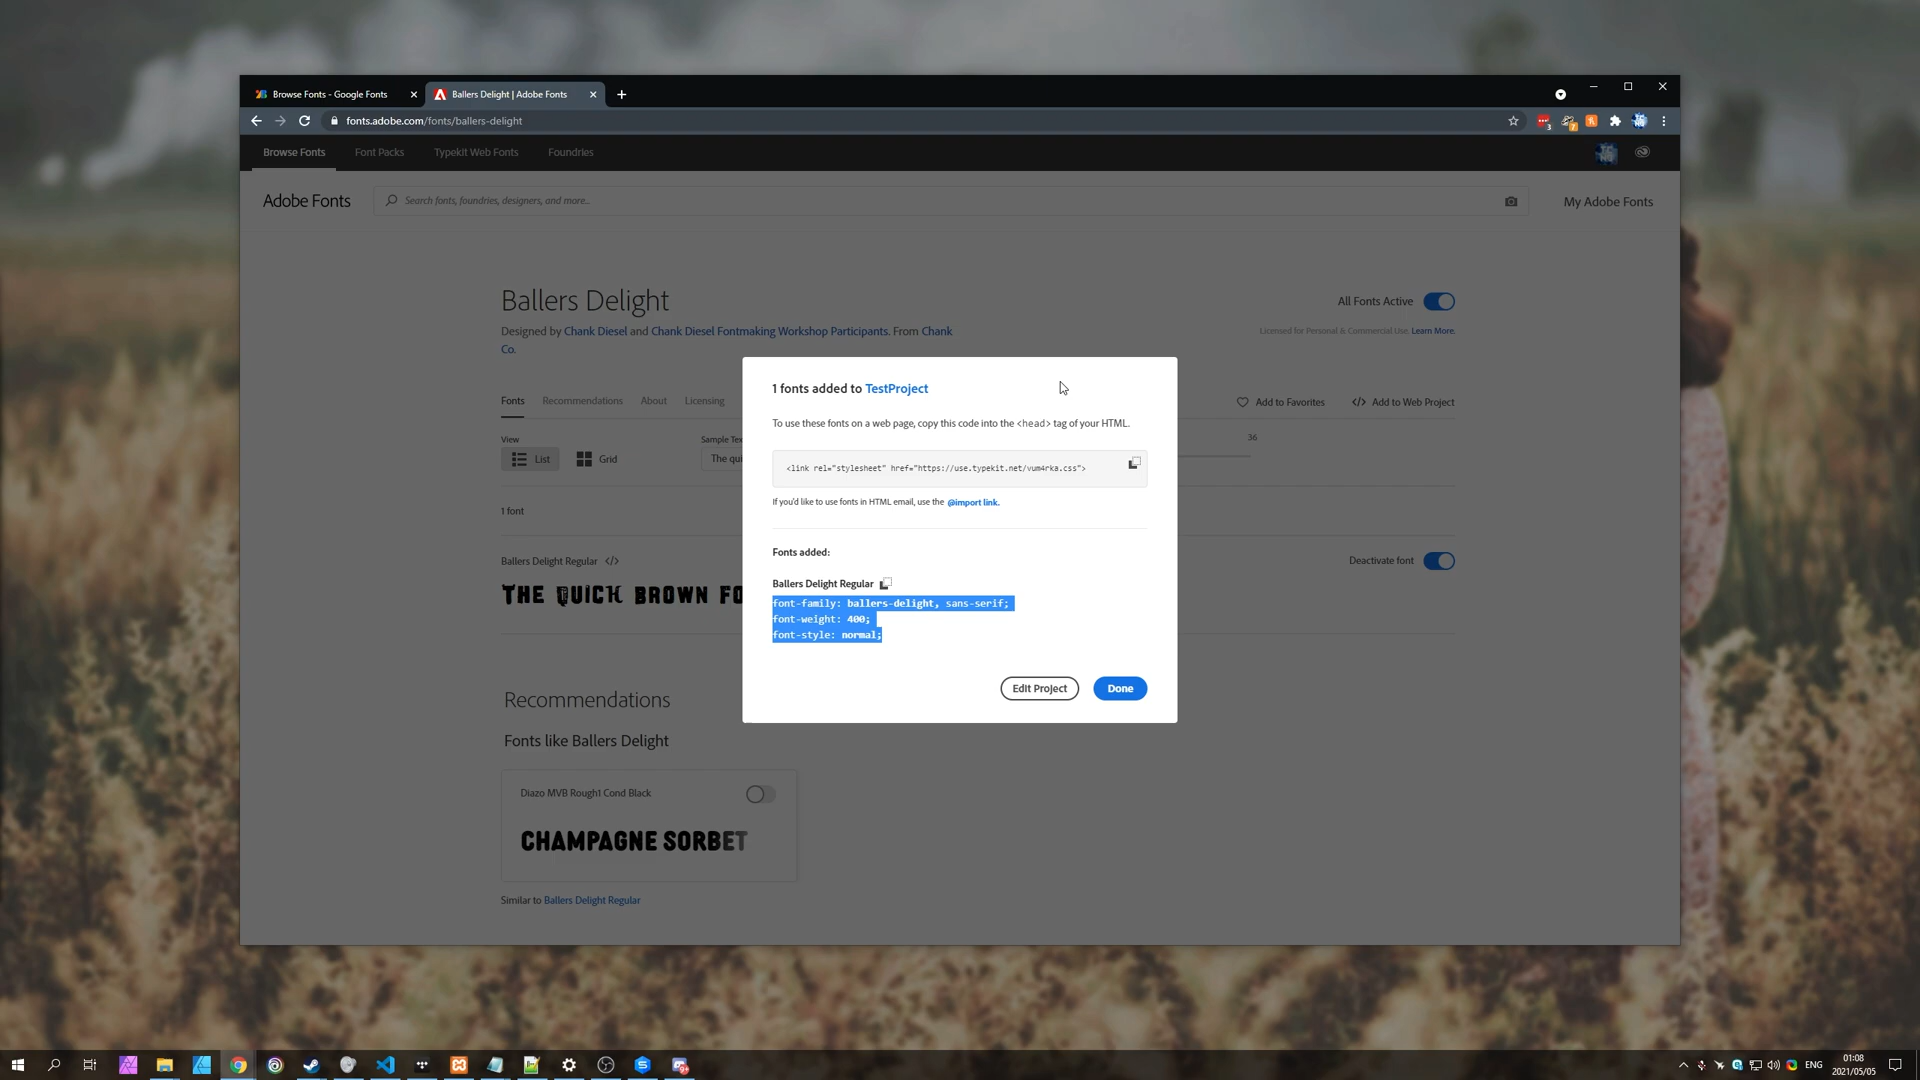 Browse Fonts - Google Fonts
Ballers Delight | Adobe Fonts
fonts.adobe.com/fonts/ballers-delight
Browse Fonts
Font Packs
Typekit Web Fonts
Foundries
Adobe Fonts
Search fonts, foundries, designers, and more..
My Adobe Fonts
Ballers Delight
All Fonts Active
Designed by Chank Diesel and Chank Diesel Fontmaking Workshop Participants. From Chank
Co.
Licensed for Personal & Commercial Use. Learn More.
1 fonts added to TestProject
Fonts
Recommendations
About
Licensing
Add to Favorites
</> Add to Web Project
To use these fonts on a web page, copy this code into the <head> tag of your HTML.
View
Sample Tex
36
List
Grid
The qui
<link rel="stylesheet" href="https://use.typekit.net/vum4rka.css">
If you'd like to use fonts in HTML email, use the @import link.
1 font
Fonts added:
Ballers Delight Regular </>
Deactivate font
Ballers Delight Regular
THE QUICK BROWN FO
font-family: ballers-delight, sans-serif;
font-weight: 400;
font-style: normal;
Edit Project
Done
Recommendations
Fonts like Ballers Delight
Diazo MVB Rough1 Cond Black
CHAMPAGNE SORBET
Similar to Ballers Delight Regular
ENG
01:08
2021/05/05